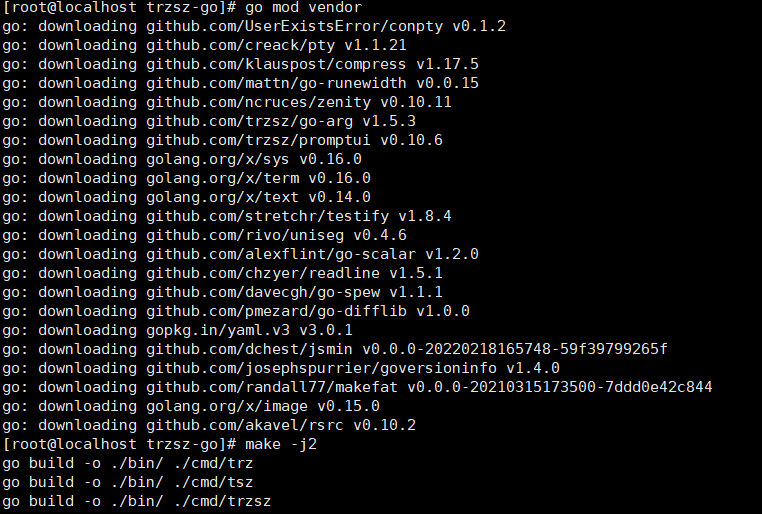 [root@localhost trzsz-go]# go mod vendor
go: downloading github.com/UserExistsError/conpty v0.1.2
go: downloading github.com/creack/pty v1.1.21
go: downloading github.com/klauspost/compress v1.17.5
go: downloading github.com/mattn/go-runewidth v0.0.15
go: downloading github.com/ncruces/zenity v0.10.11
go: downloading github.com/trzsz/go-arg v1.5.3
go: downloading github.com/trzsz/promptui v0.10.6
go: downloading golang.org/x/sys v0.16.0
go: downloading golang.org/x/term v0.16.0
go: downloading golang.org/x/text v0.14.0
go: downloading github.com/stretchr/testify v1.8.4
go: downloading github.com/rivo/uniseg v0.4.6
go: downloading github.com/alexflint/go-scalar v1.2.0
go: downloading github.com/chzyer/readline v1.5.1
go: downloading github.com/davecgh/go-spew v1.1.1
go: downloading github.com/pmezard/go-difflib v1.0.0
go: downloading gopkg.in/yaml.v3 v3.0.1
go: downloading github.com/dchest/jsmin v0.0.0-20220218165748-59f39799265f
go: downloading github.com/josephspurrier/goversioninfo v1.4.0
go: downloading github.com/randall77/makefat v0.0.0-20210315173500-7ddd0e42c844
go: downloading golang.org/x/image v0.15.0
go: downloading github.com/akavel/rsrc v0.10.2
[root@localhost trzsz-go]# make -j2
go build -o ./bin/ ./cmd/trz
go build -o ./bin/ ./cmd/tsz
go build -o ./bin/ ./cmd/trzsz